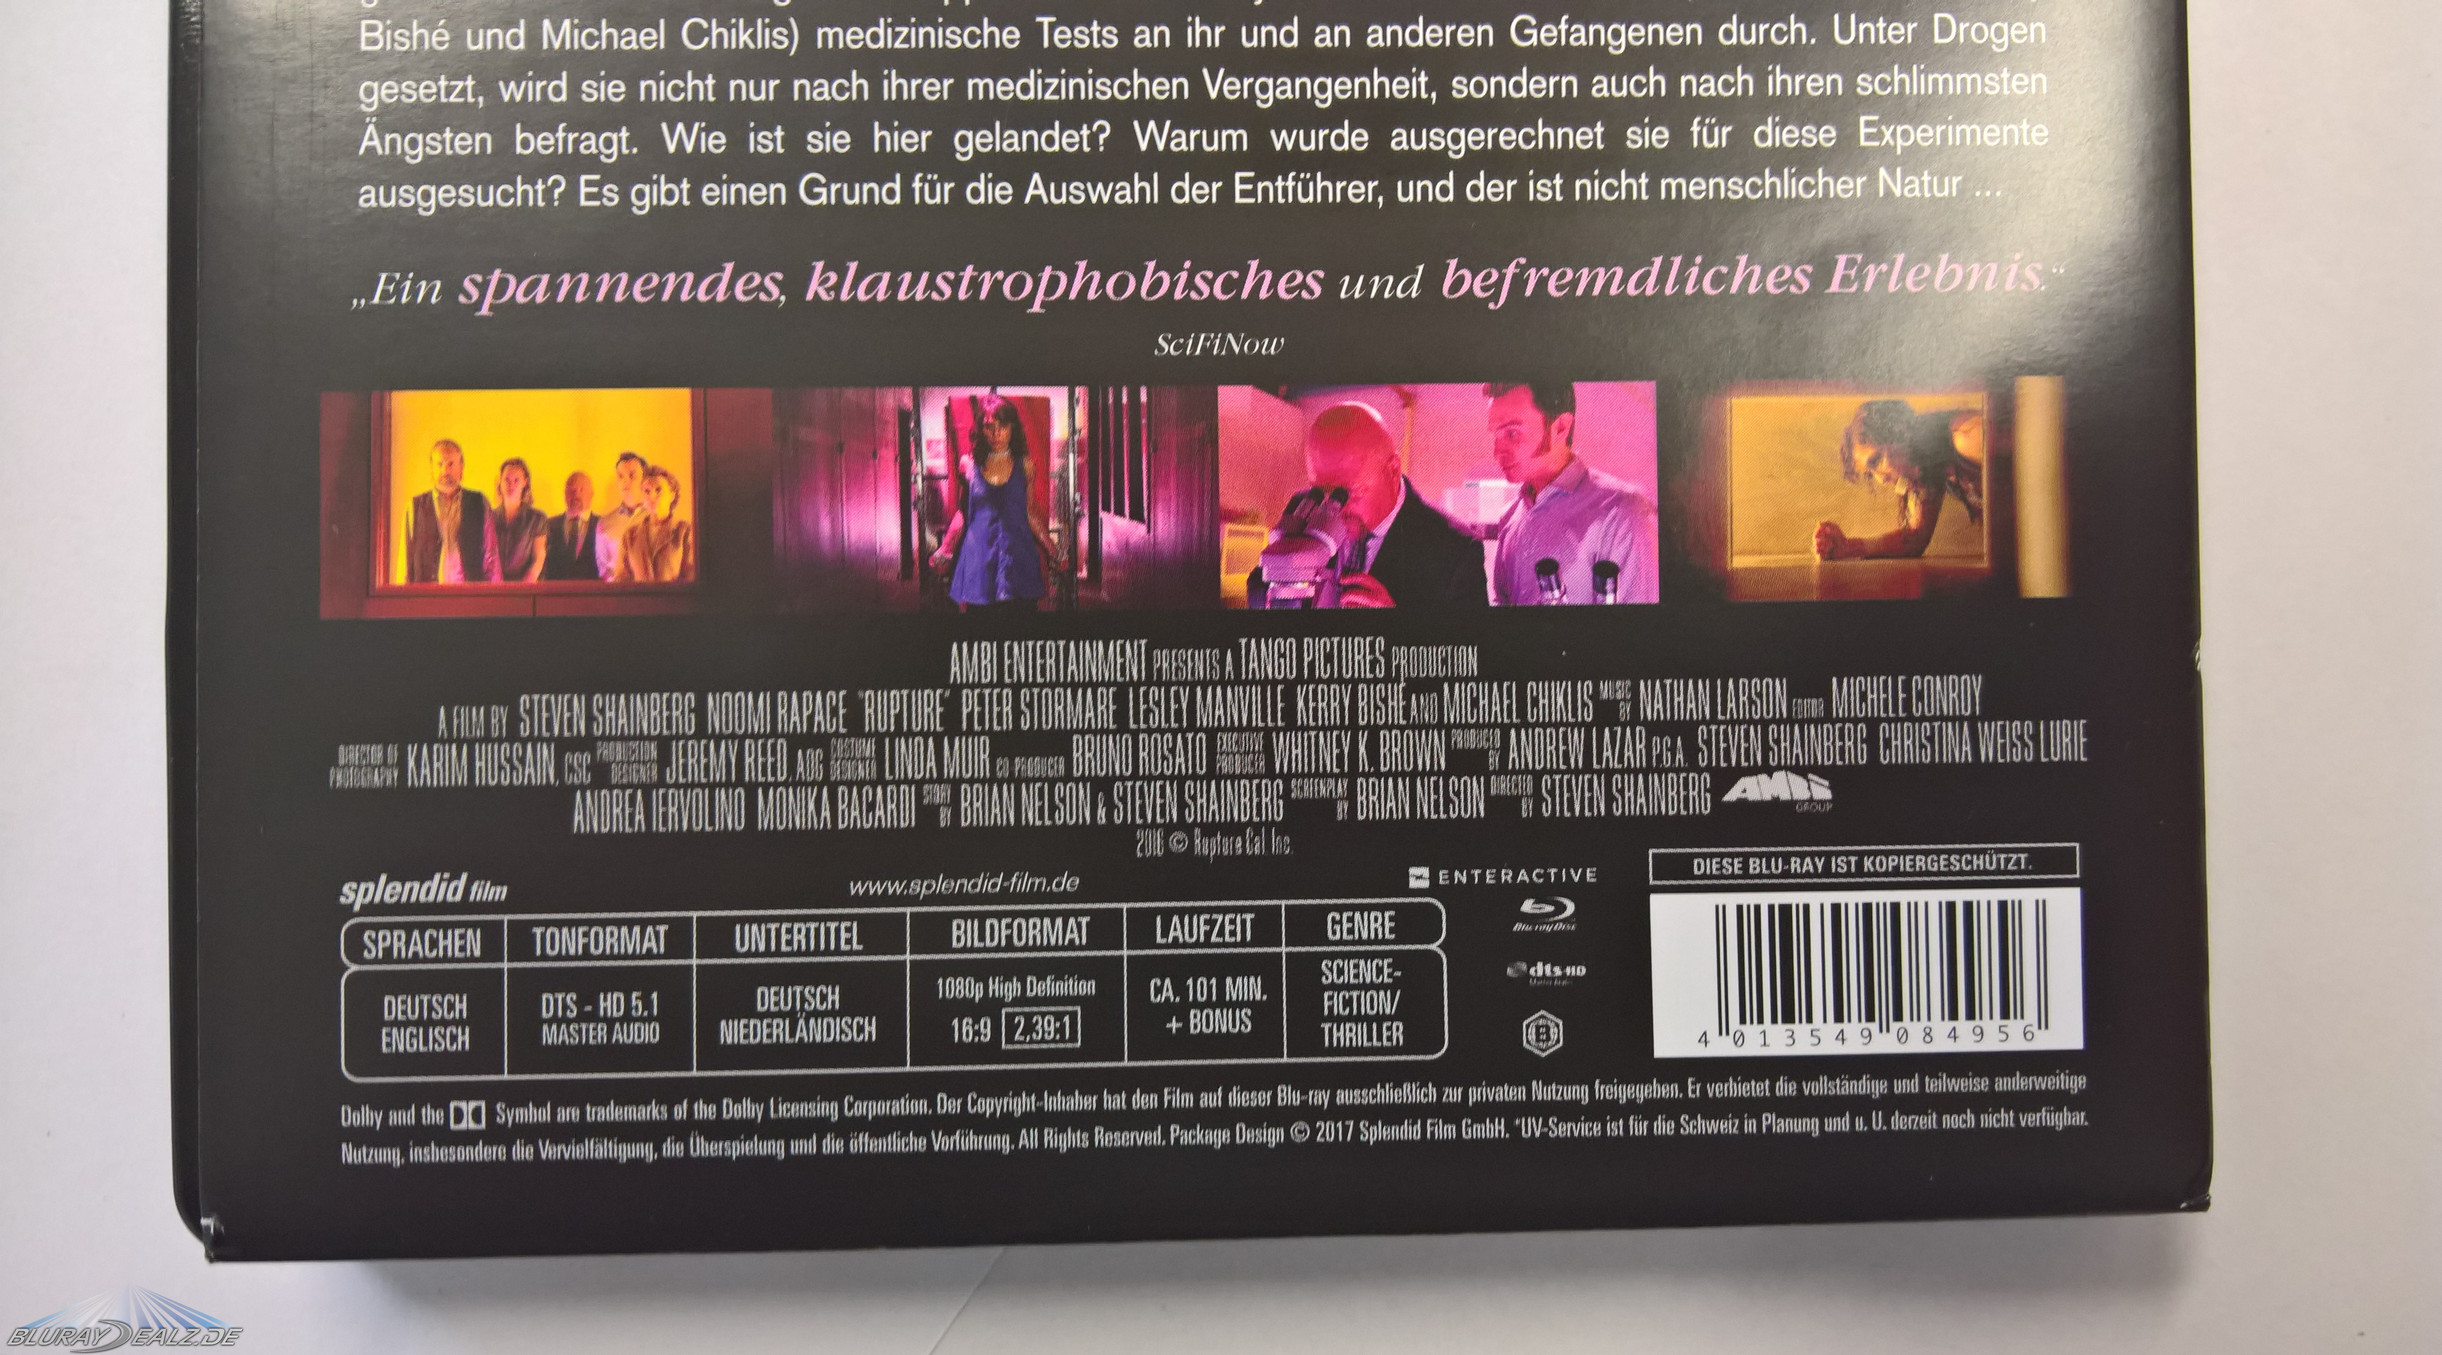 Bishé und Michael Chiklis) medizinische Tests an ihr und an anderen Gefangenen durch. Unter Drogen
gesetzt, wird sie nicht nur nach ihrer medizinischen Vergangenheit, sondern auch nach ihren schlimmsten
Ängsten befragt. Wie ist sie hier gelandet? Warum wurde ausgerechnet sie für diese Experimente
ausgesucht? Es gibt einen Grund für die Auswahl der Entführer, und der ist nicht menschlicher Natur ...
„Ein spannendes, klaustrophobisches und befremdliches Erlebnis.“
SciFiNow
AMBI ENTERTAINMENT PRESENTS A TANGO PICTURES PRODUCTION
A FILM BY STEVEN SHAINBERG NOOMI RAPACE "RUPTURE" PETER STORMARE LESLEY MANVILLE KERRY BISHÉ AND MICHAEL CHIKLIS MUSIC BY NATHAN LARSON EDITOR MICHELE CONROY
DIRECTOR OF PHOTOGRAPHY KARIM HUSSAIN, CSC PRODUCTION DESIGNER JEREMY REED, ADG COSTUME DESIGNER LINDA MUIR CO PRODUCER BRUNO ROSATO EXECUTIVE PRODUCER WHITNEY K. BROWN PRODUCED BY ANDREW LAZAR P.G.A. STEVEN SHAINBERG CHRISTINA WEISS LURIE
ANDREA IERVOLINO MONIKA BACARDI STORY BY BRIAN NELSON & STEVEN SHAINBERG SCREENPLAY BY BRIAN NELSON DIRECTED BY STEVEN SHAINBERG AMBI GROUP
2016 © Rupture Cal Inc.
splendid film www.splendid-film.de ENTERACTIVE
DIESE BLU-RAY IST KOPIERGESCHÜTZT.
SPRACHEN TONFORMAT UNTERTITEL BILDFORMAT LAUFZEIT GENRE
DEUTSCH
ENGLISCH
DTS - HD 5.1
MASTER AUDIO
DEUTSCH
NIEDERLÄNDISCH
1080p High Definition
16:9 2,39:1
CA. 101 MIN.
+ BONUS
SCIENCE-
FICTION/
THRILLER
Blu-ray Disc
dts-HD
Master Audio
4 013549 084956
Dolby and the Symbol are trademarks of the Dolby Licensing Corporation. Der Copyright-Inhaber hat den Film auf dieser Blu-ray ausschließlich zur privaten Nutzung freigegeben. Er verbietet die vollständige und teilweise anderweitige
Nutzung, insbesondere die Vervielfältigung, die Überspielung und die öffentliche Vorführung. All Rights Reserved. Package Design © 2017 Splendid Film GmbH. *UV-Service ist für die Schweiz in Planung und u. U. derzeit noch nicht verfügbar.
BLURAYDEALZ.DE